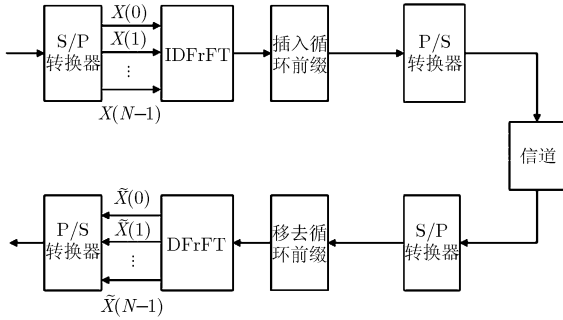 S/P
转换器
X(0)
X(1)
⋮
X(N−1)
IDFrFT
插入循
环前缀
P/S
转换器
信道
P/S
转换器
X̃(0)
X̃(1)
⋮
X̃(N−1)
DFrFT
移去循
环前缀
S/P
转换器